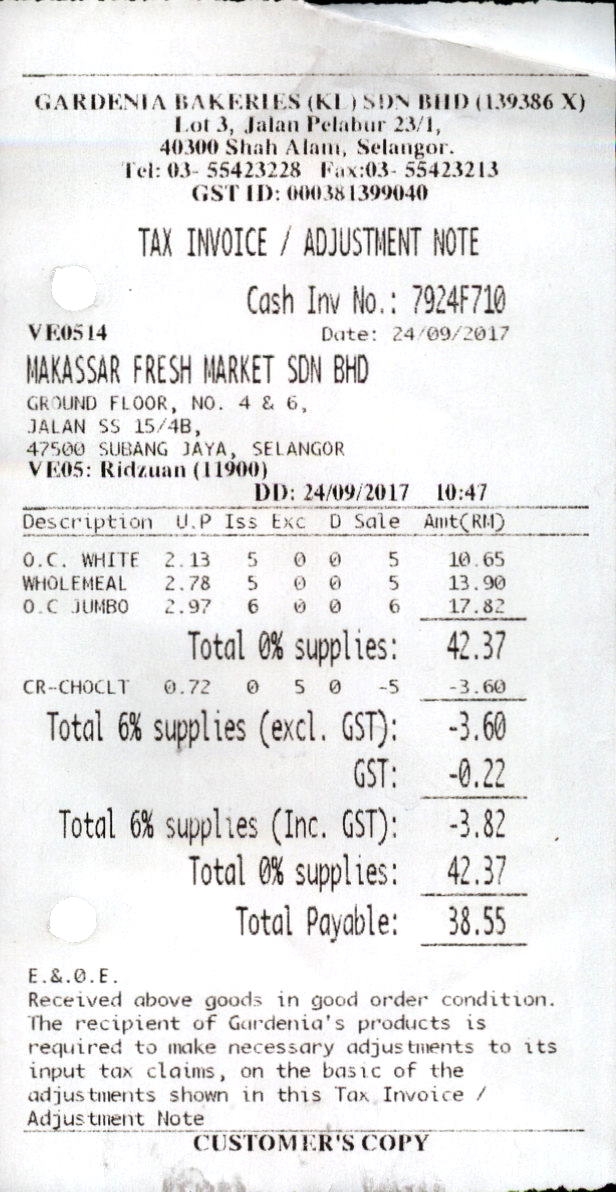 GARDENIA BAKERIES (KL) SDN BHD (139386 X)
Lot 3, Jalan Pelabur 23/1,
40300 Shah Alam, Selangor.
Tel: 03- 55423228 Fax:03- 55423213
GST ID: 000381399040
TAX INVOICE / ADJUSTMENT NOTE
Cash Inv No.: 7924F710
VE0514 Date: 24/09/2017
MAKASSAR FRESH MARKET SDN BHD
GROUND FLOOR, NO. 4 & 6,
JALAN SS 15/4B,
47500 SUBANG JAYA, SELANGOR
VE05: Ridzuan (11900)
DD: 24/09/2017 10:47
Description U.P Iss Exc D Sale Amt(RM)
O.C. WHITE 2.13 5 0 0 5 10.65
WHOLEMEAL 2.78 5 0 0 5 13.90
O.C JUMBO 2.97 6 0 0 6 17.82
Total 0% supplies: 42.37
CR-CHOCLT 0.72 0 5 0 -5 -3.60
Total 6% supplies (excl. GST): -3.60
GST: -0.22
Total 6% supplies (Inc. GST): -3.82
Total 0% supplies: 42.37
Total Payable: 38.55
E.&.O.E.
Received above goods in good order condition.
The recipient of Gardenia's products is
required to make necessary adjustments to its
input tax claims, on the basic of the
adjustments shown in this Tax Invoice /
Adjustment Note
CUSTOMER'S COPY